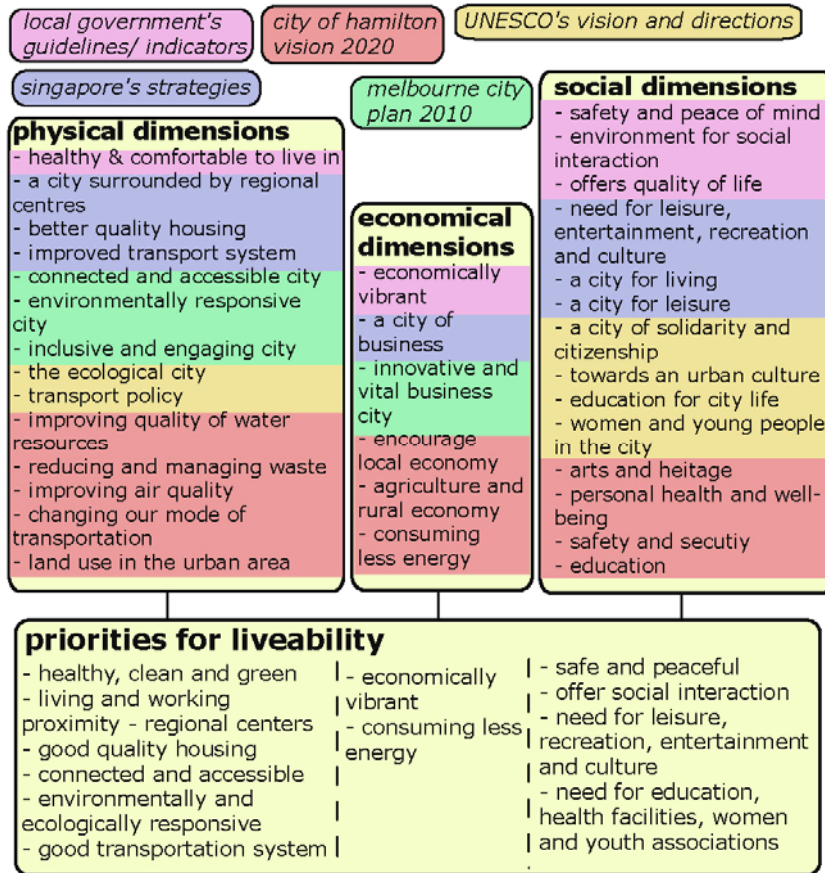 local government's
guidelines/ indicators
city of hamilton
vision 2020
UNESCO's vision and directions
singapore's strategies
melbourne city
plan 2010
physical dimensions
- healthy & comfortable to live in
- a city surrounded by regional
centres
- better quality housing
- improved transport system
- connected and accessible city
- environmentally responsive
city
- inclusive and engaging city
- the ecological city
- transport policy
- improving quality of water
resources
- reducing and managing waste
- improving air quality
- changing our mode of
transportation
- land use in the urban area
economical
dimensions
- economically
vibrant
- a city of
business
- innovative and
vital business
city
- encourage
local economy
- agriculture and
rural economy
- consuming
less energy
social dimensions
- safety and peace of mind
- environment for social
interaction
- offers quality of life
- need for leisure,
entertainment, recreation
and culture
- a city for living
- a city for leisure
- a city of solidarity and
citizenship
- towards an urban culture
- education for city life
- women and young people
in the city
- arts and heitage
- personal health and well-
being
- safety and secutiy
- education
priorities for liveability
- healthy, clean and green
- living and working
proximity - regional centers
- good quality housing
- connected and accessible
- environmentally and
ecologically responsive
- good transportation system
- economically
vibrant
- consuming less
energy
- safe and peaceful
- offer social interaction
- need for leisure,
recreation, entertainment
and culture
- need for education,
health facilities, women
and youth associations